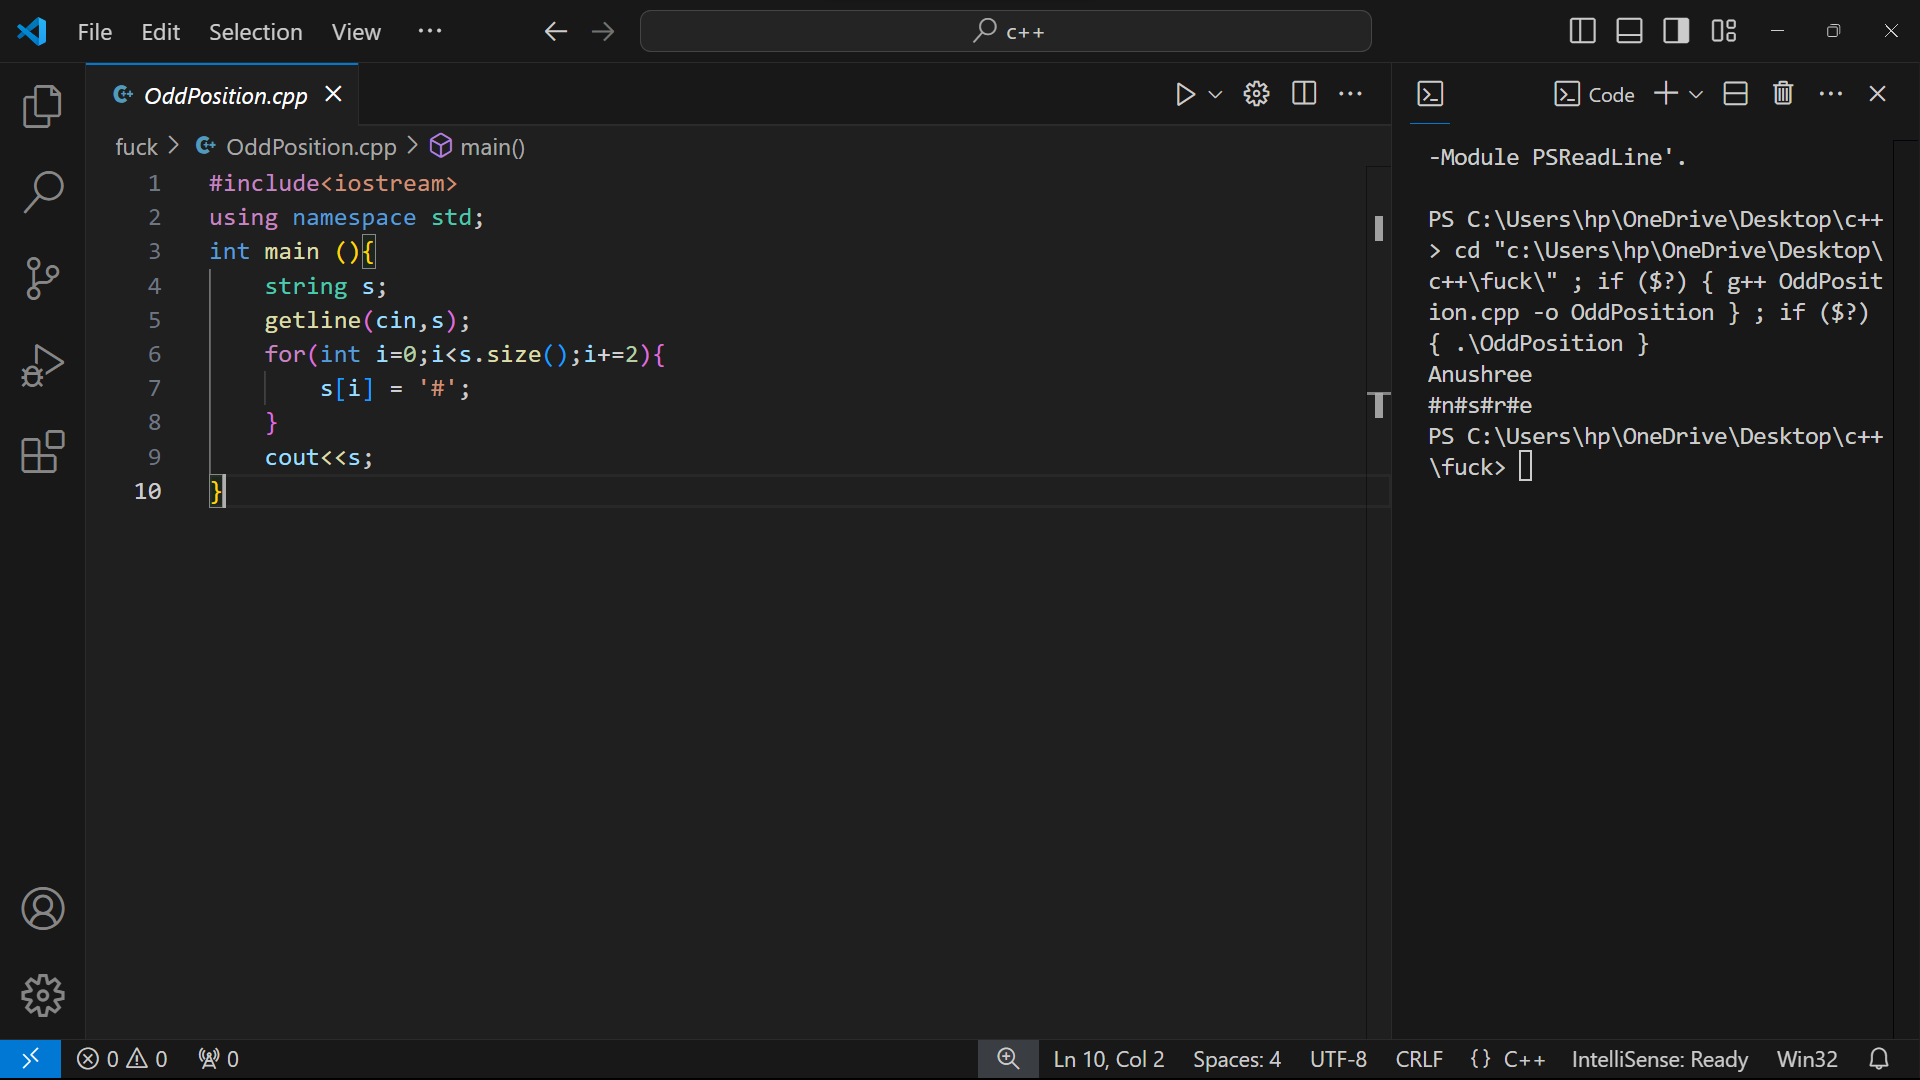 File Edit Selection View ··· c++
OddPosition.cpp
Code
fuck > OddPosition.cpp > main()
1 #include<iostream>
2 using namespace std;
3 int main (){
4 string s;
5 getline(cin,s);
6 for(int i=0;i<s.size();i+=2){
7 s[i] = '#';
8 }
9 cout<<s;
10 }
-Module PSReadLine'.
PS C:\Users\hp\OneDrive\Desktop\c++
> cd "c:\Users\hp\OneDrive\Desktop\
c++\fuck\" ; if ($?) { g++ OddPosit
ion.cpp -o OddPosition } ; if ($?)
{ .\OddPosition }
Anushree
#n#s#r#e
PS C:\Users\hp\OneDrive\Desktop\c++
\fuck>
0 0 0 Ln 10, Col 2 Spaces: 4 UTF-8 CRLF {} C++ IntelliSense: Ready Win32